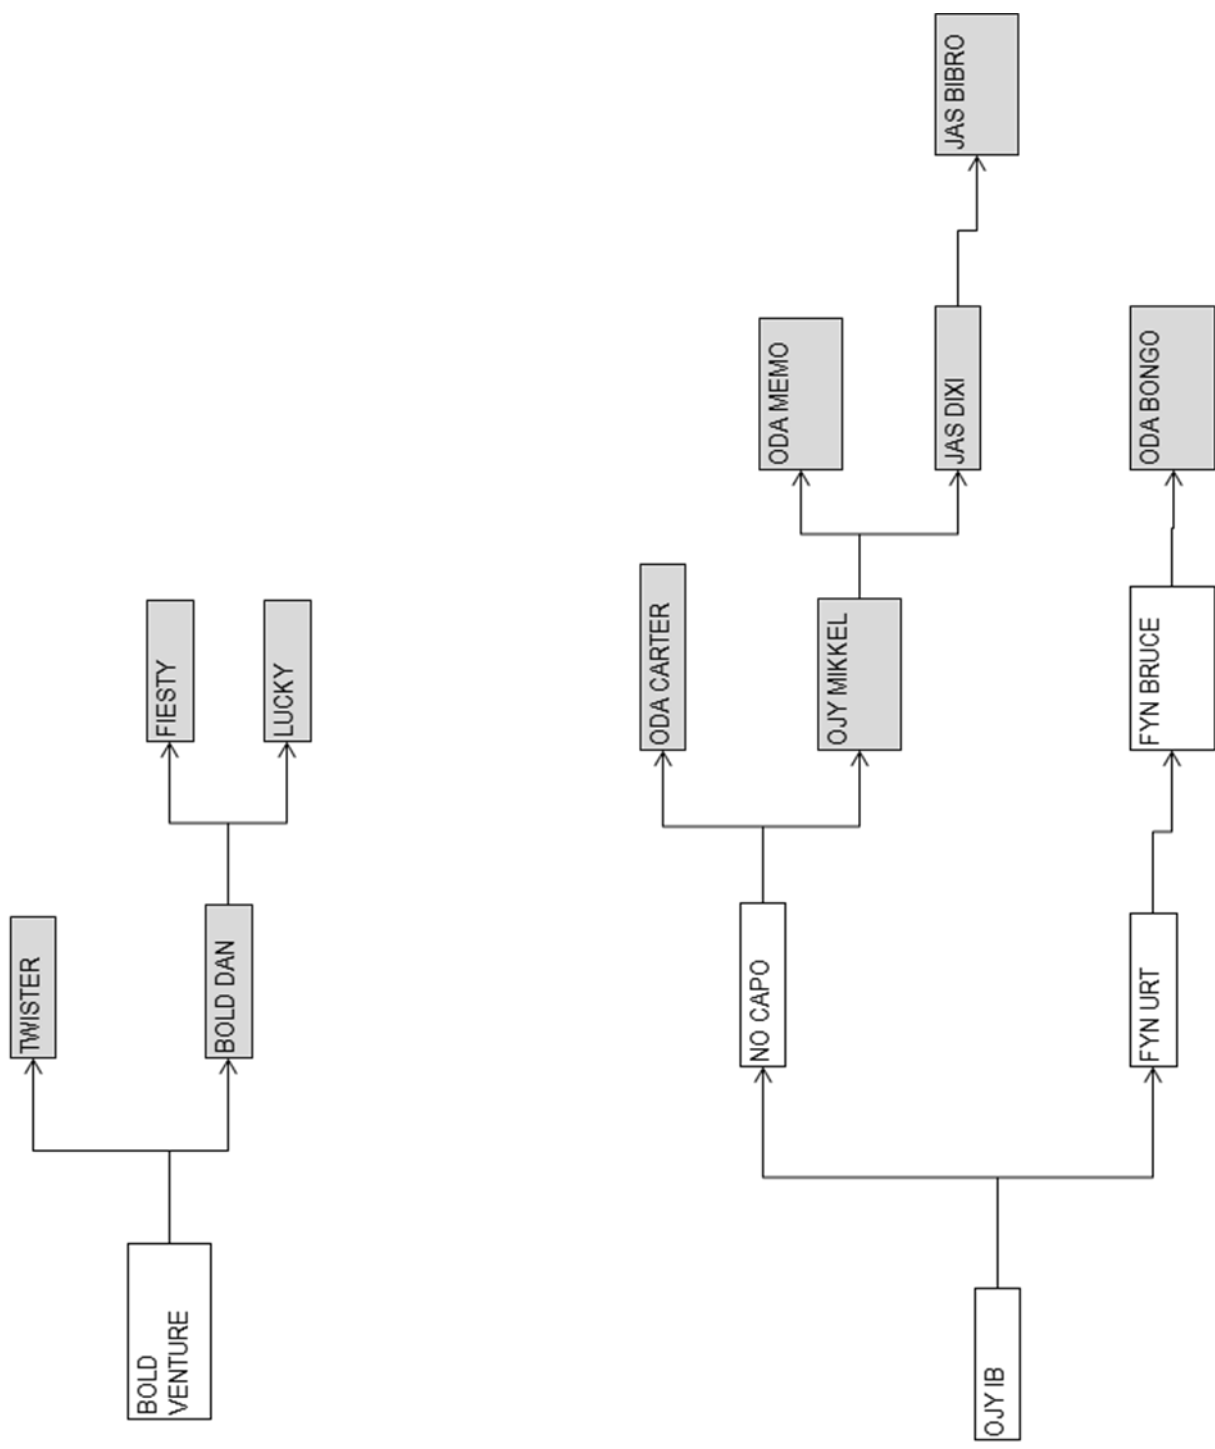 BOLD
VENTURE
TWISTER
BOLD DAN
FIESTY
LUCKY
OJY IB
NO CAPO
FYN URT
ODA CARTER
OJY MIKKEL
FYN BRUCE
ODA MEMO
JAS DIXI
ODA BONGO
JAS BIBRO